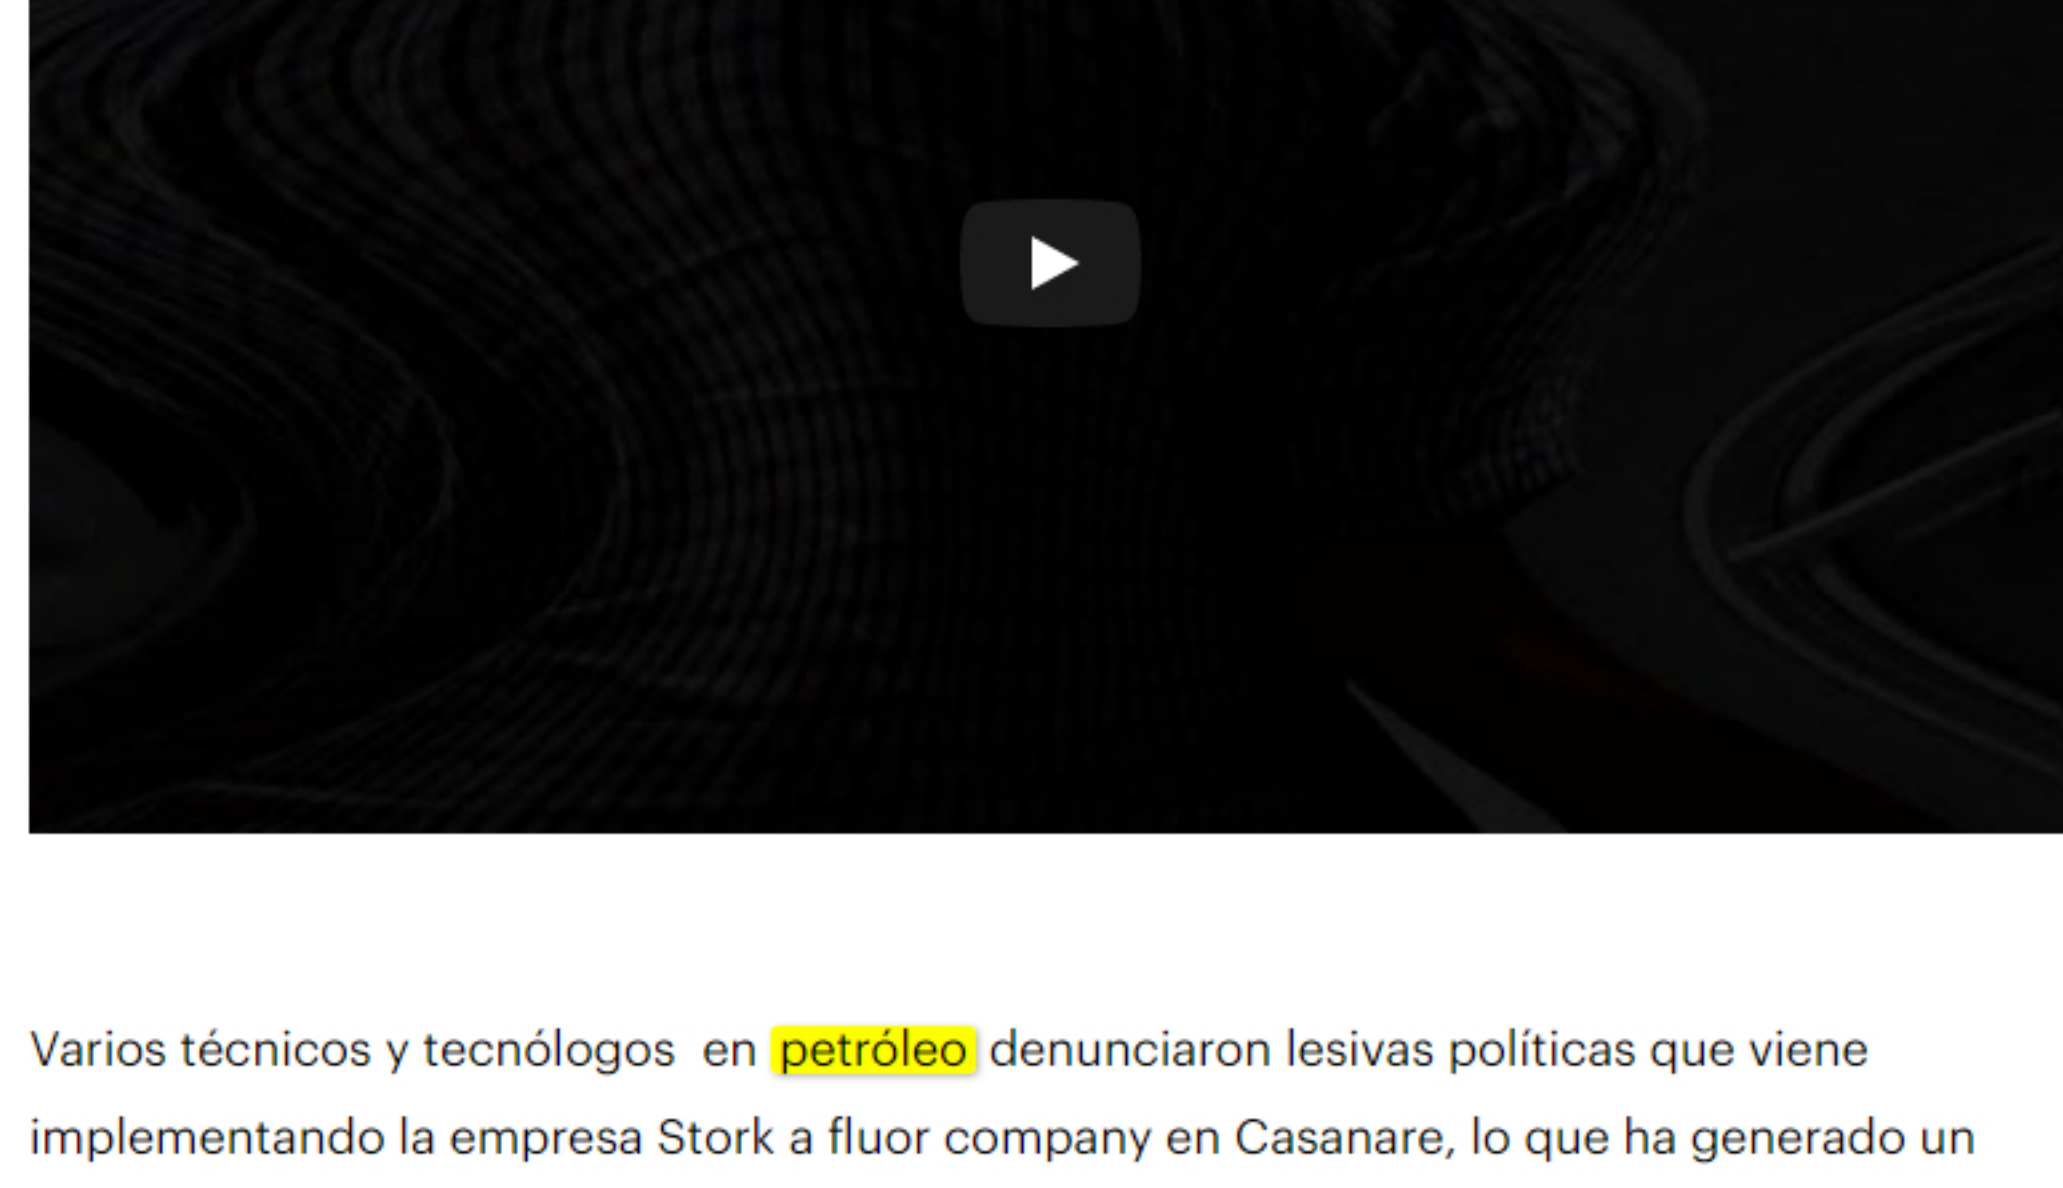 Varios técnicos y tecnólogos  en petróleo denunciaron lesivas políticas que viene
implementando la empresa Stork a fluor company en Casanare, lo que ha generado un